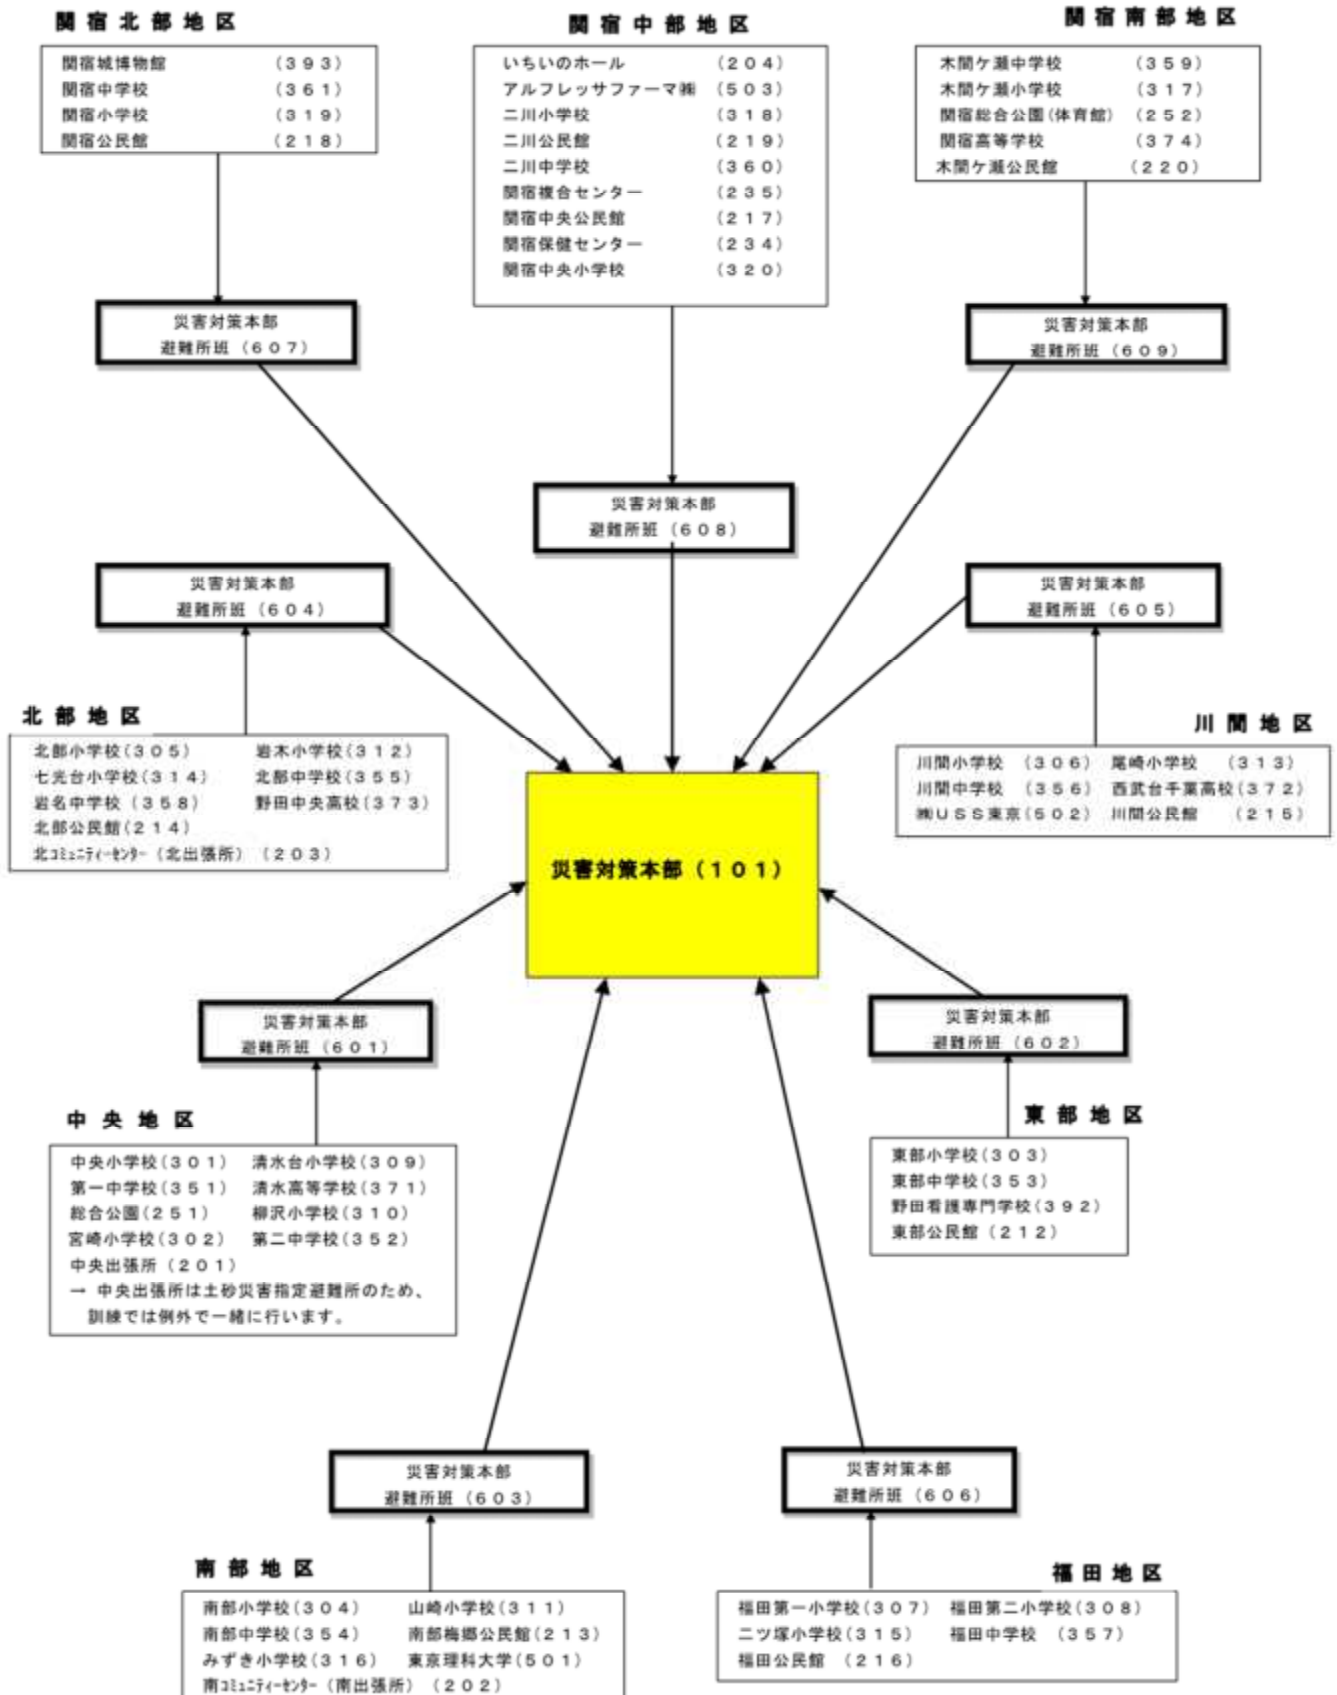 関宿北部地区
関宿城博物館 (393)
関宿中学校 (361)
関宿小学校 (319)
関宿公民館 (218)
関宿中部地区
いちいのホール (204)
アルフレッサファーマ㈱ (503)
二川小学校 (318)
二川公民館 (219)
二川中学校 (360)
関宿複合センター (235)
関宿中央公民館 (217)
関宿保健センター (234)
関宿中央小学校 (320)
関宿南部地区
木間ケ瀬中学校 (359)
木間ケ瀬小学校 (317)
関宿総合公園(体育館) (252)
関宿高等学校 (374)
木間ケ瀬公民館 (220)
災害対策本部
避難所班 (607)
災害対策本部
避難所班 (609)
災害対策本部
避難所班 (608)
災害対策本部
避難所班 (604)
災害対策本部
避難所班 (605)
北部地区
北部小学校(305) 岩木小学校(312)
七光台小学校(314) 北部中学校(355)
岩名中学校 (358) 野田中央高校(373)
北部公民館(214)
北ｺﾐｭﾆﾃｨｰｾﾝﾀｰ (北出張所) (203)
川間地区
川間小学校 (306) 尾崎小学校 (313)
川間中学校 (356) 西武台千葉高校(372)
㈱USS東京(502) 川間公民館 (215)
災害対策本部 (101)
災害対策本部
避難所班 (601)
災害対策本部
避難所班 (602)
中央地区
中央小学校(301) 清水台小学校(309)
第一中学校(351) 清水高等学校(371)
総合公園(251) 柳沢小学校(310)
宮崎小学校(302) 第二中学校(352)
中央出張所 (201)
→ 中央出張所は土砂災害指定避難所のため、
訓練では例外で一緒に行います。
東部地区
東部小学校(303)
東部中学校(353)
野田看護専門学校(392)
東部公民館 (212)
災害対策本部
避難所班 (603)
災害対策本部
避難所班 (606)
南部地区
南部小学校(304) 山崎小学校(311)
南部中学校(354) 南部梅郷公民館(213)
みずき小学校(316) 東京理科大学(501)
南ｺﾐｭﾆﾃｨｰｾﾝﾀｰ (南出張所) (202)
福田地区
福田第一小学校(307) 福田第二小学校(308)
二ツ塚小学校(315) 福田中学校 (357)
福田公民館 (216)